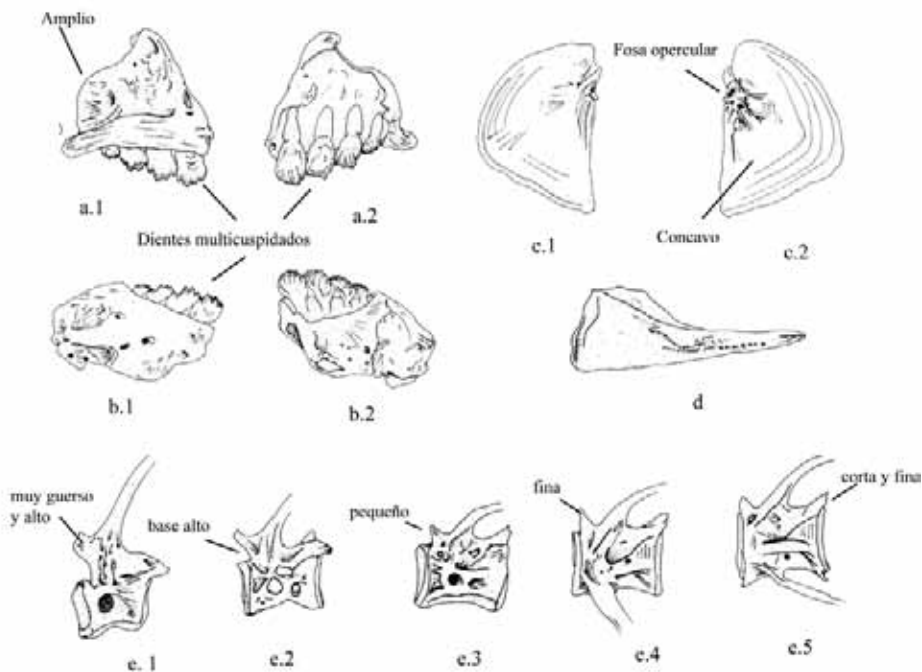 Amplio
Fosa opercular
a.1
a.2
Dientes multicuspidados
c.1
Concavo
c.2
b.1
b.2
d
muy guerso
y alto
base alto
pequeño
fina
corta y fina
e. 1
e.2
e.3
e.4
e.5